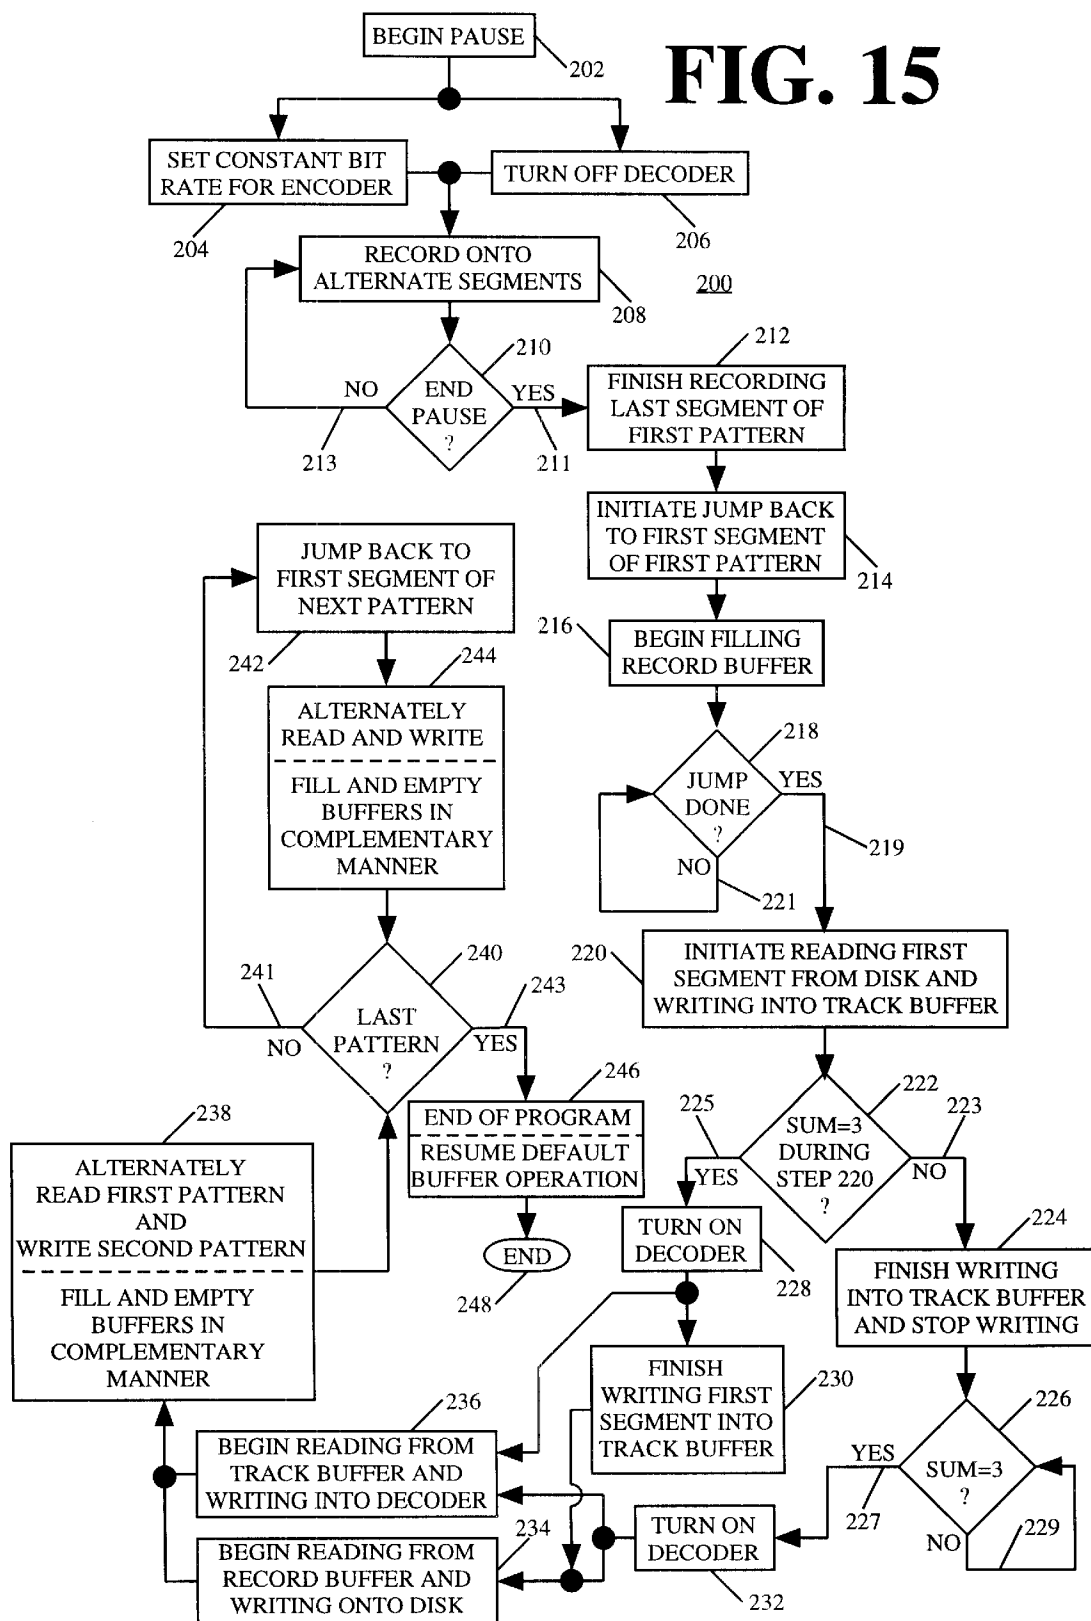 BEGIN PAUSE
202
FIG. 15
SET CONSTANT BIT
RATE FOR ENCODER
204
TURN OFF DECODER
206
RECORD ONTO
ALTERNATE SEGMENTS
208
200
210
END
PAUSE
?
NO
213
YES
211
212
FINISH RECORDING
LAST SEGMENT OF
FIRST PATTERN
INITIATE JUMP BACK
TO FIRST SEGMENT
OF FIRST PATTERN
214
216
BEGIN FILLING
RECORD BUFFER
218
JUMP
DONE
?
YES
219
NO
221
220
INITIATE READING FIRST
SEGMENT FROM DISK AND
WRITING INTO TRACK BUFFER
222
SUM=3
DURING
STEP 220
?
225
YES
223
NO
224
FINISH WRITING
INTO TRACK BUFFER
AND STOP WRITING
226
SUM=3
?
YES
227
NO
229
TURN ON
DECODER
228
FINISH
WRITING FIRST
SEGMENT INTO
TRACK BUFFER
230
TURN ON
DECODER
232
234
BEGIN READING FROM
RECORD BUFFER AND
WRITING ONTO DISK
236
BEGIN READING FROM
TRACK BUFFER AND
WRITING INTO DECODER
238
ALTERNATELY
READ FIRST PATTERN
AND
WRITE SECOND PATTERN
FILL AND EMPTY
BUFFERS IN
COMPLEMENTARY
MANNER
240
LAST
PATTERN
?
241
NO
243
YES
JUMP BACK TO
FIRST SEGMENT OF
NEXT PATTERN
242
244
ALTERNATELY
READ AND WRITE
FILL AND EMPTY
BUFFERS IN
COMPLEMENTARY
MANNER
246
END OF PROGRAM
RESUME DEFAULT
BUFFER OPERATION
END
248